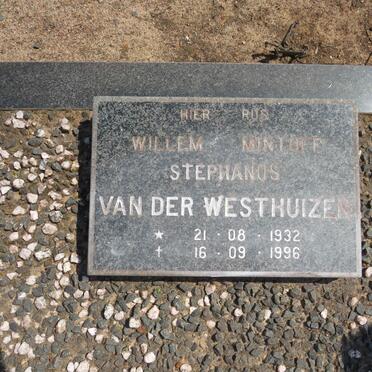 HIER RUS
WILLEM MINTOFF
STEPHANUS
VAN DER WESTHUIZEN
★ 21 · 08 · 1932
† 16 · 09 · 1996